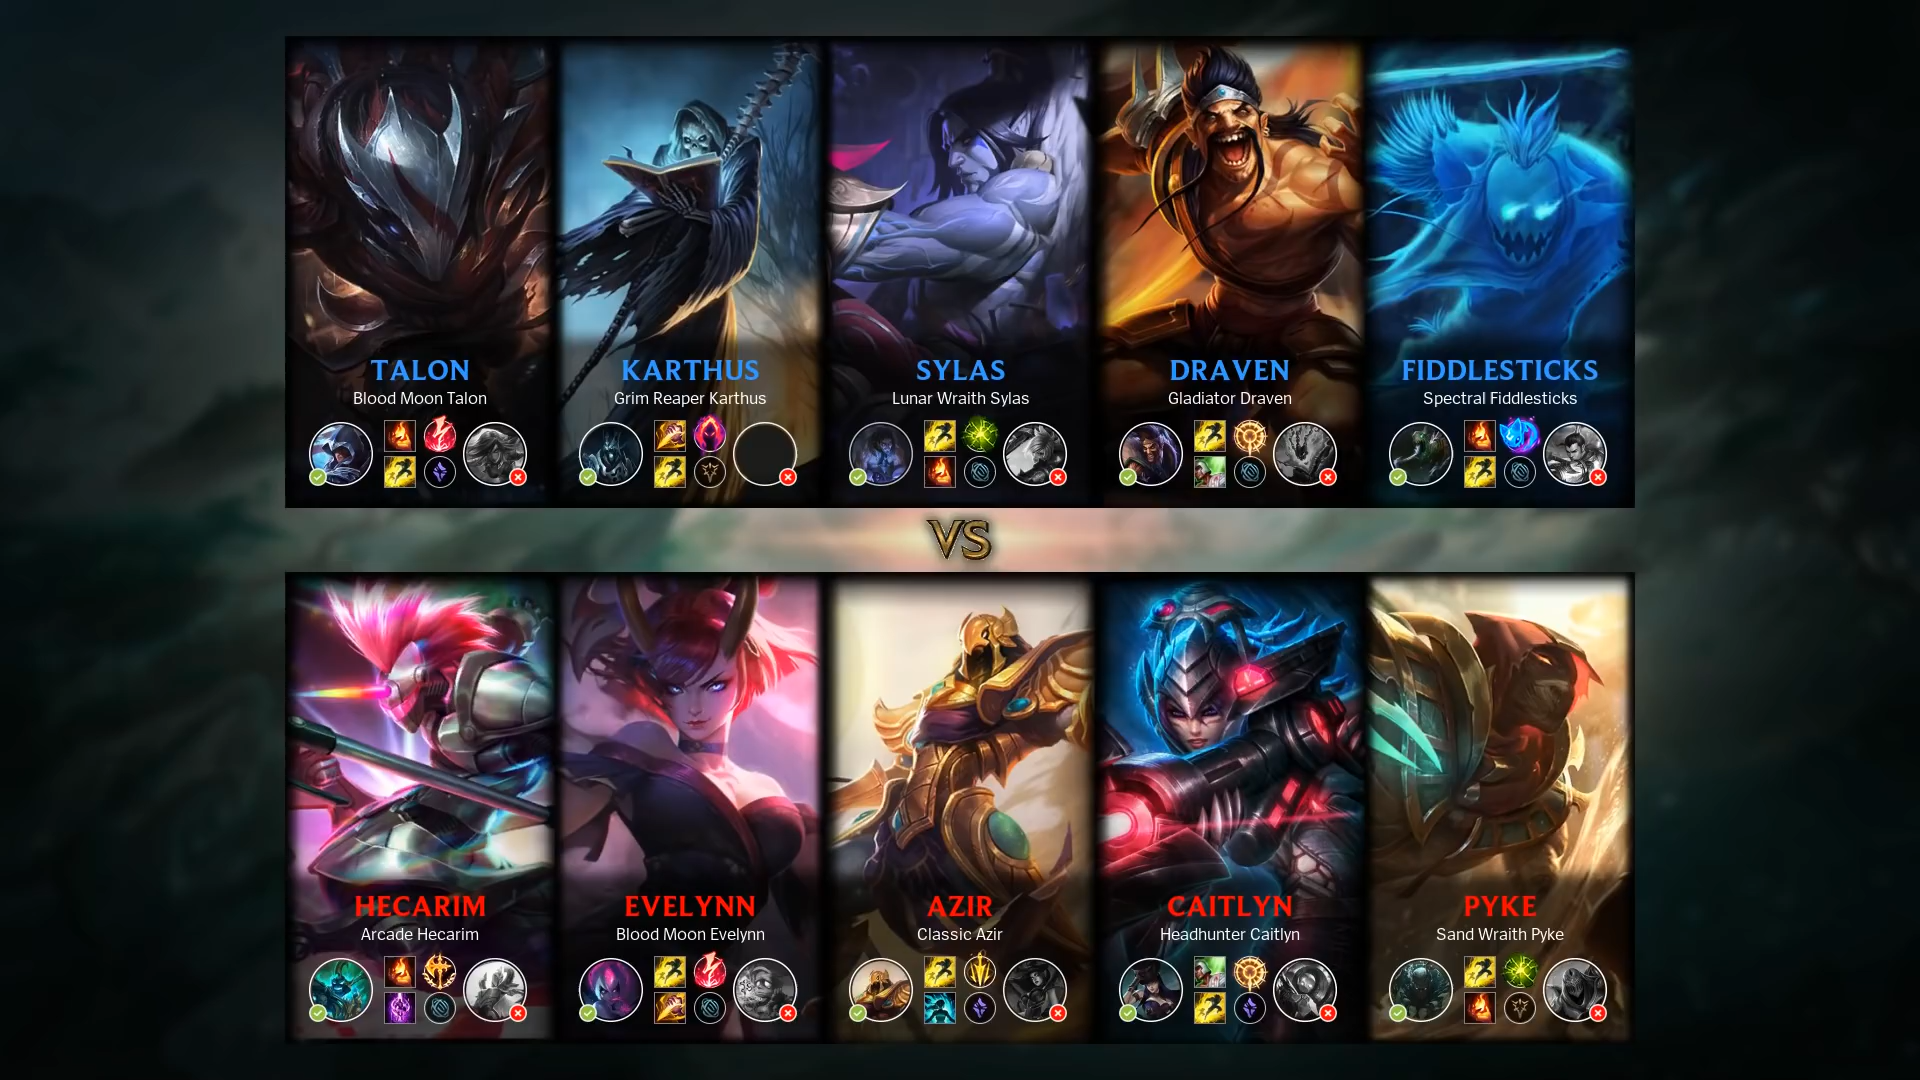 TALON
Blood Moon Talon
KARTHUS
Grim Reaper Karthus
SYLAS
Lunar Wraith Sylas
DRAVEN
Gladiator Draven
FIDDLESTICKS
Spectral Fiddlesticks
VS
HECARIM
Arcade Hecarim
EVELYNN
Blood Moon Evelynn
AZIR
Classic Azir
CAITLYN
Headhunter Caitlyn
PYKE
Sand Wraith Pyke